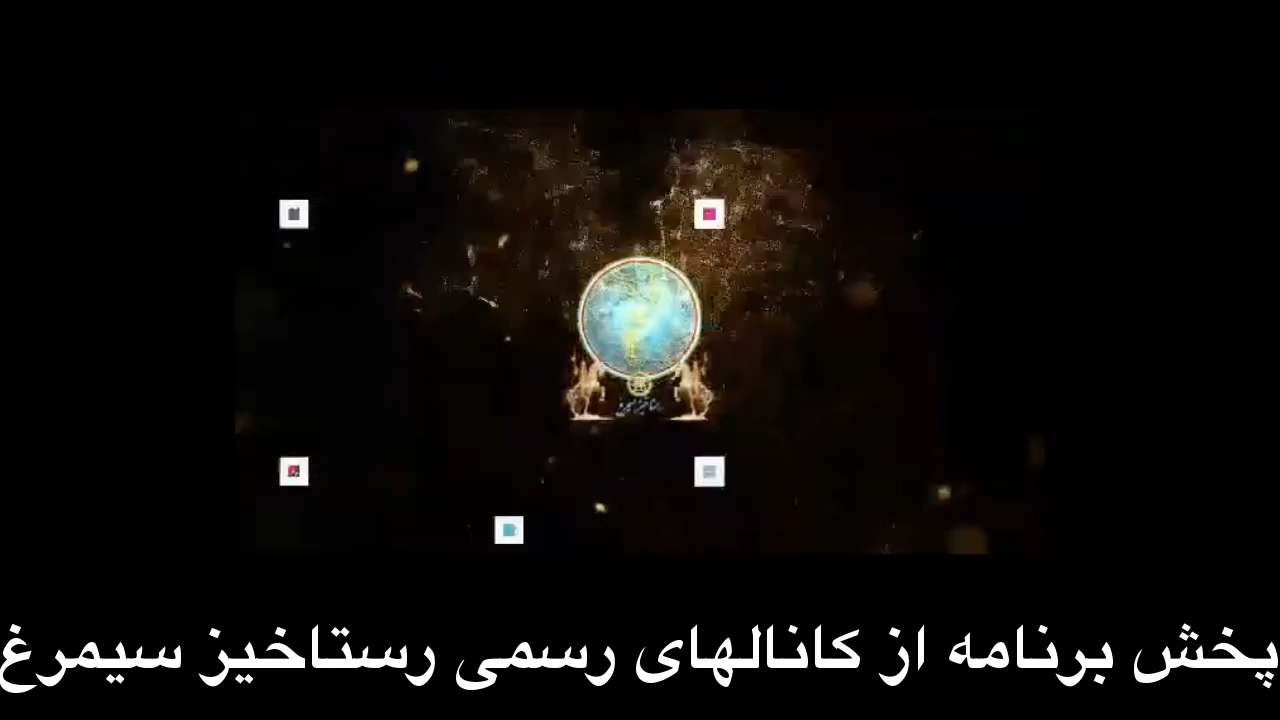 پخش برنامه از کانالهای رسمی رستاخیز سیمرغ